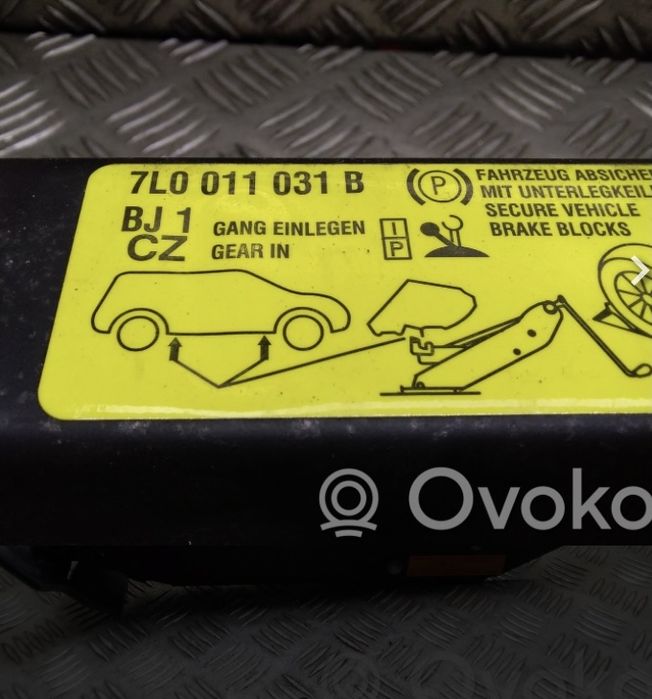 7L0 011 031 B
BJ 1
CZ
GANG EINLEGEN
GEAR IN
I
P
(P)
FAHRZEUG ABSICHE
MIT UNTERLEGKEIL
SECURE VEHICLE
BRAKE BLOCKS
Ovoko